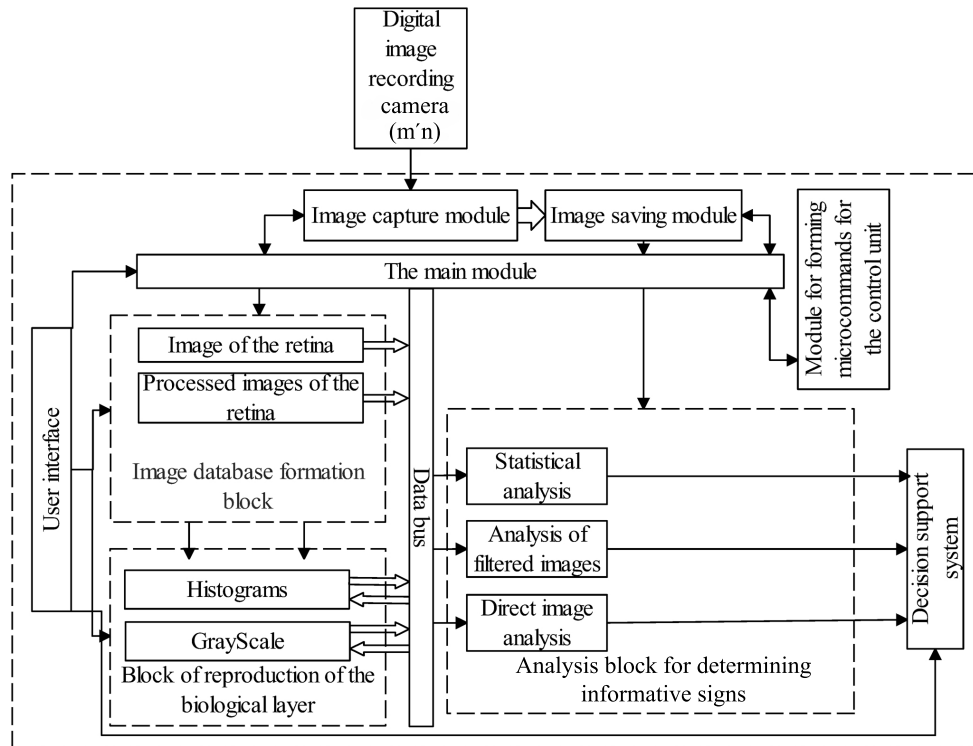 Digital
image
recording
camera
(m´n)
Image capture module
Image saving module
Module for forming
microcommands for
the control unit
The main module
User interface
Image of the retina
Processed images of the
retina
Image database formation
block
Data bus
Statistical
analysis
Analysis of
filtered images
Direct image
analysis
Analysis block for determining
informative signs
Decision support
system
Histograms
GrayScale
Block of reproduction of the
biological layer